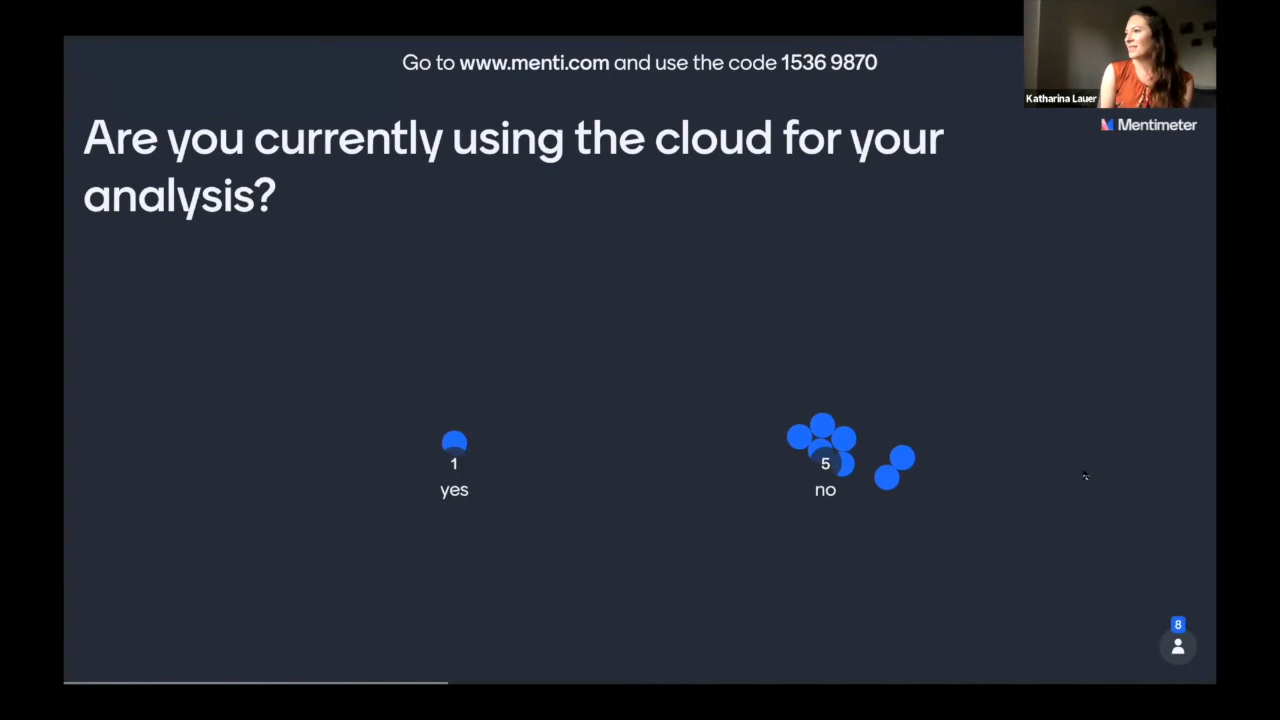 Go to www.menti.com and use the code 1536 9870
Katharina Lauer
Mentimeter
Are you currently using the cloud for your
analysis?
1
yes
5
no
8